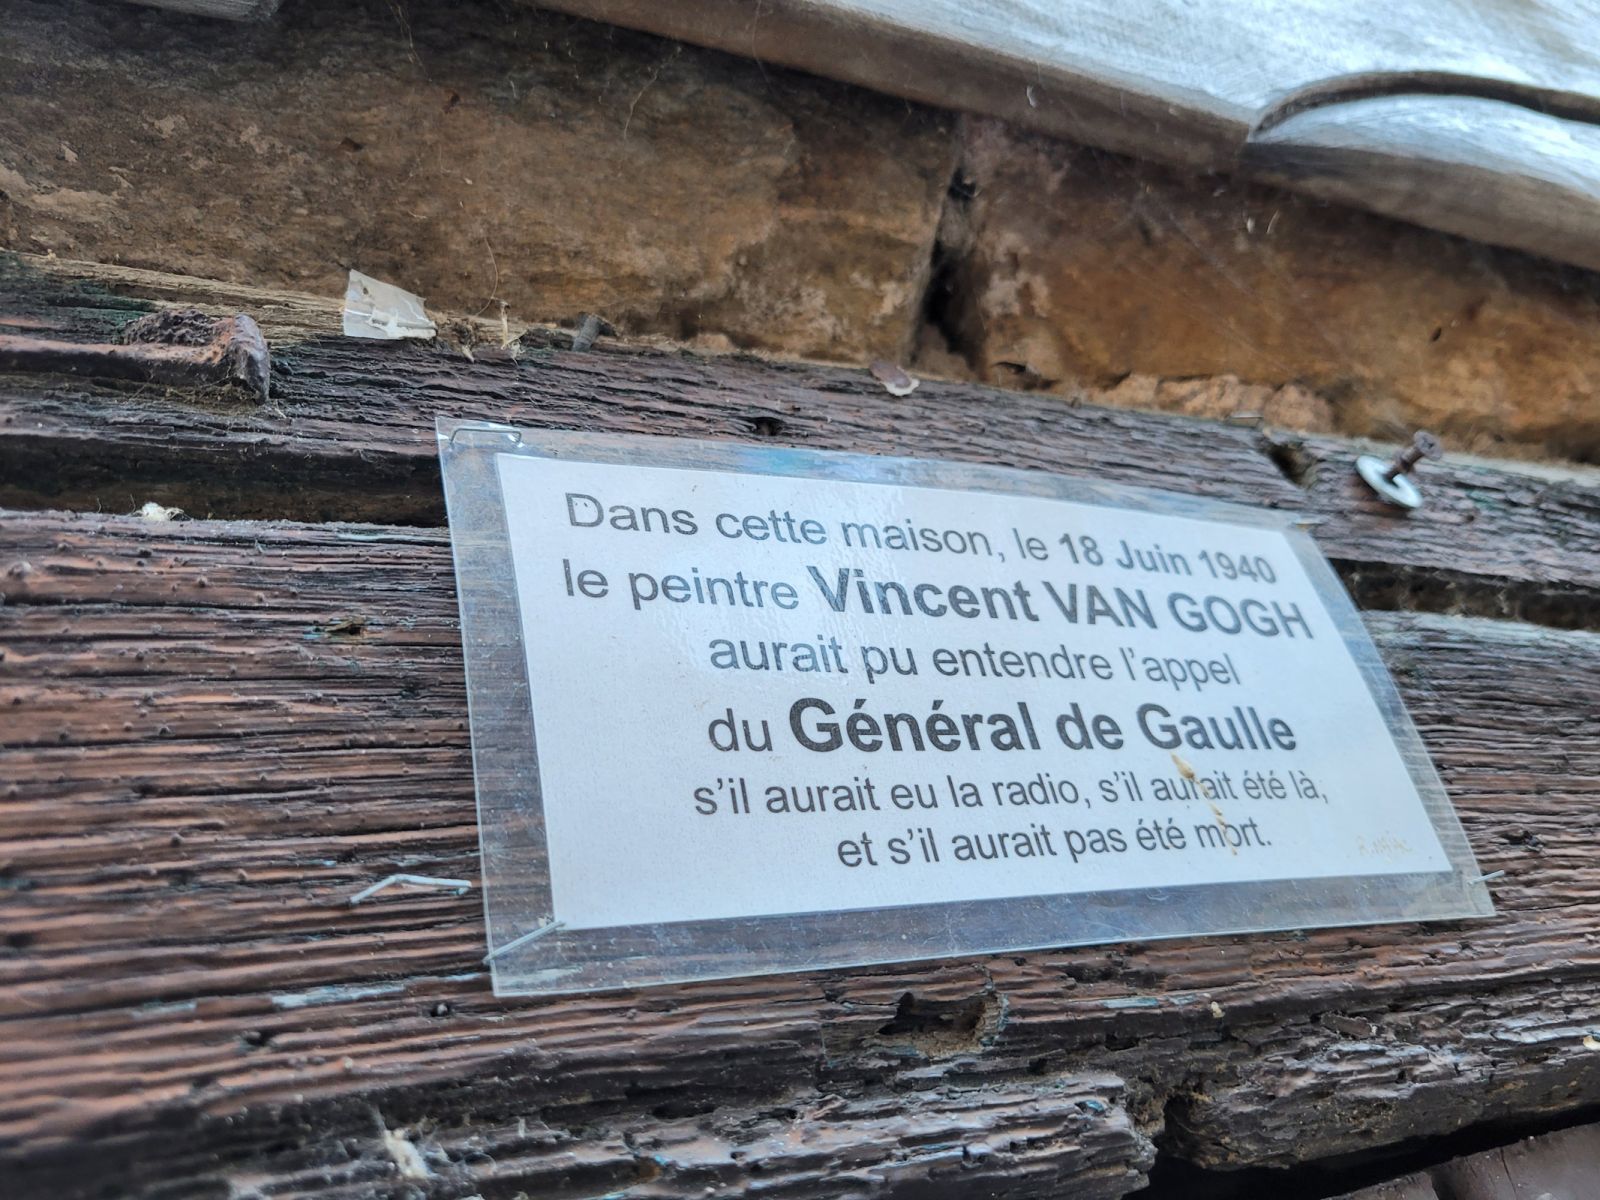 Dans cette maison, le 18 Juin 1940
le peintre Vincent VAN GOGH
aurait pu entendre l'appel
du Général de Gaulle
s'il aurait eu la radio, s'il aurait été là,
et s'il aurait pas été mort.